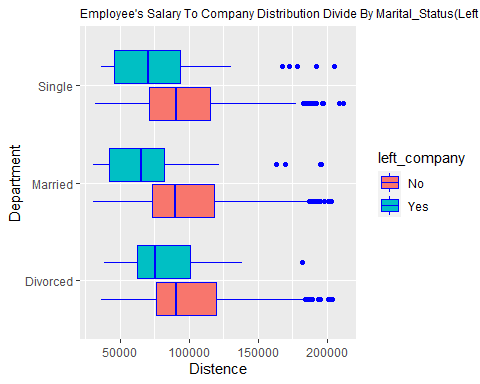 Employee's Salary To Company Distribution Divide By Marital_Status(Left
Single
Married
Divorced
Department
50000
100000
150000
200000
Distence
left_company
No
Yes